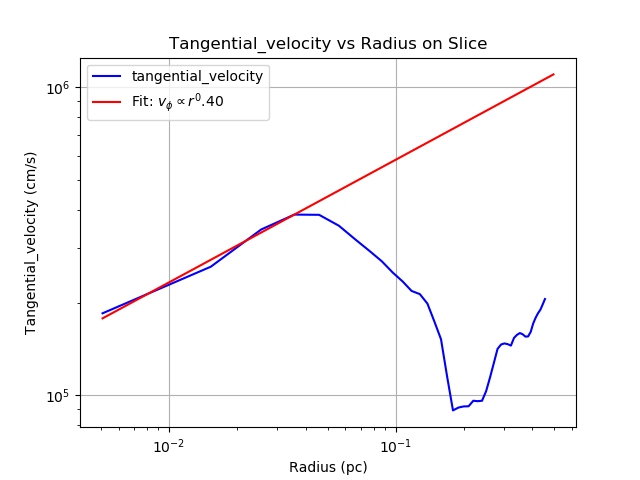 Tangential_velocity vs Radius on Slice
tangential_velocity
Fit: $v_\phi \propto r^0.40$
Tangential_velocity (cm/s)
10^6
10^5
10^-2
10^-1
Radius (pc)